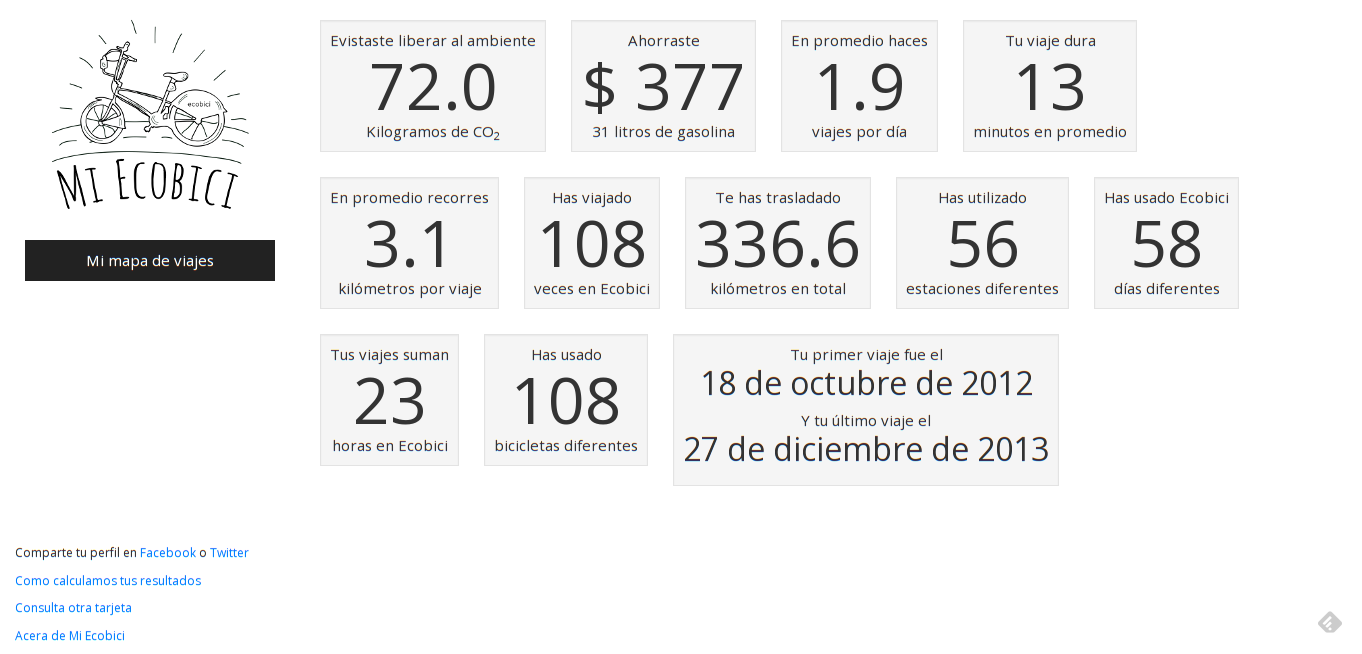 ecobici
MI ECOBICI
Mi mapa de viajes
Evistaste liberar al ambiente
72.0
Kilogramos de CO₂
Ahorraste
$ 377
31 litros de gasolina
En promedio haces
1.9
viajes por día
Tu viaje dura
13
minutos en promedio
En promedio recorres
3.1
kilómetros por viaje
Has viajado
108
veces en Ecobici
Te has trasladado
336.6
kilómetros en total
Has utilizado
56
estaciones diferentes
Has usado Ecobici
58
días diferentes
Tus viajes suman
23
horas en Ecobici
Has usado
108
bicicletas diferentes
Tu primer viaje fue el
18 de octubre de 2012
Y tu último viaje el
27 de diciembre de 2013
Comparte tu perfil en Facebook o Twitter
Como calculamos tus resultados
Consulta otra tarjeta
Acera de Mi Ecobici